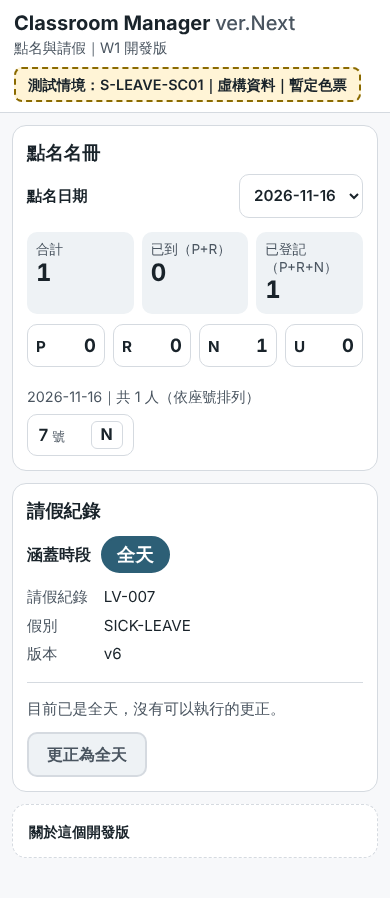 Classroom Manager ver.Next
點名與請假｜W1 開發版
測試情境：S-LEAVE-SC01｜虛構資料｜暫定色票
點名名冊
點名日期 2026-11-16
合計 已到（P+R） 已登記
（P+R+N）
1 0 1
P 0 R 0 N 1 U 0
2026-11-16｜共 1 人（依座號排列）
7 號 N
請假紀錄
涵蓋時段 全天
請假紀錄 LV-007
假別 SICK-LEAVE
版本 v6
目前已是全天，沒有可以執行的更正。
更正為全天
關於這個開發版